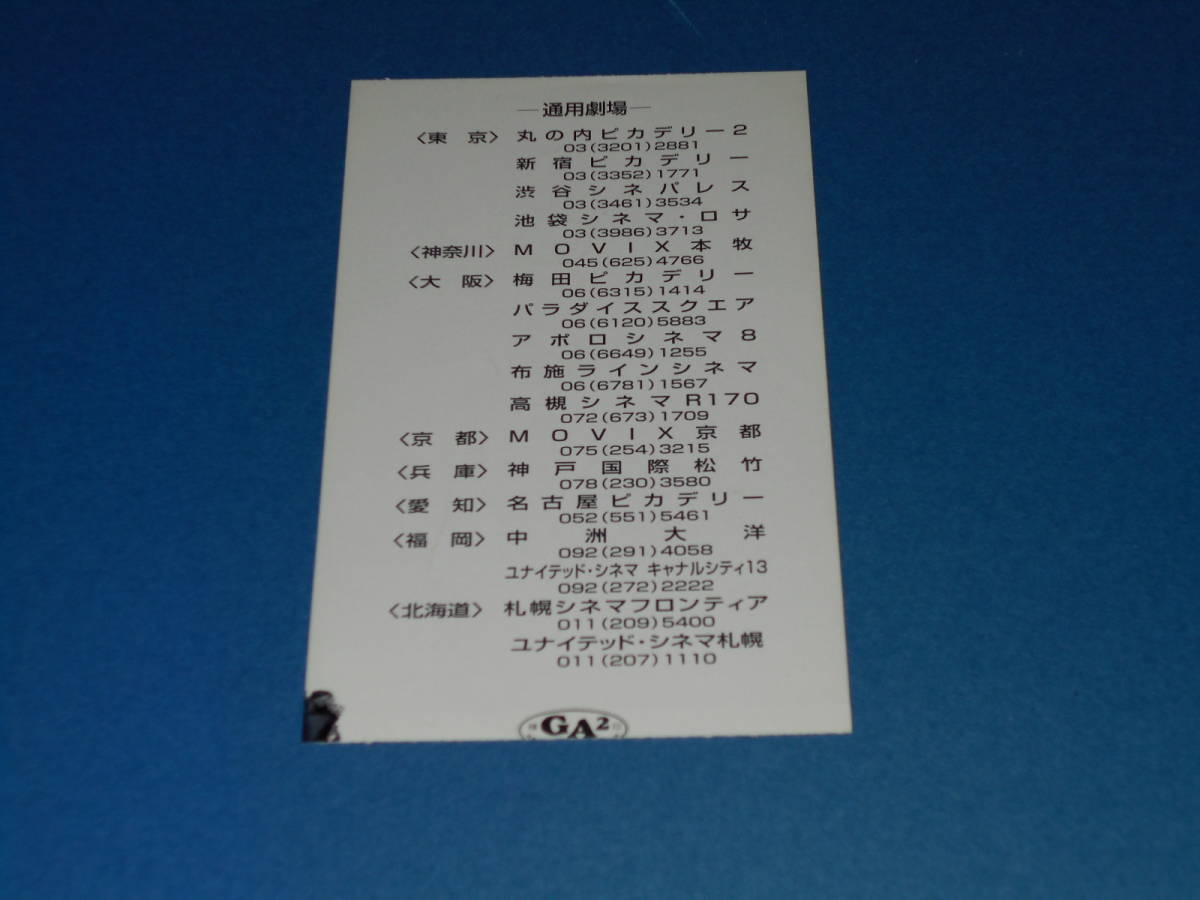 ―通用劇場―
〈東 京〉 丸の内ピカデリー2
03(3201)2881
新宿ピカデリー
03(3352)1771
渋谷シネパレス
03(3461)3534
池袋シネマ・ロサ
03(3986)3713
〈神奈川〉 MOVIX本牧
045(625)4766
〈大 阪〉 梅田ピカデリー
06(6315)1414
パラダイススクエア
06(6120)5883
アポロシネマ8
06(6649)1255
布施ラインシネマ
06(6781)1567
高槻シネマR170
072(673)1709
〈京 都〉 MOVIX京都
075(254)3215
〈兵 庫〉 神戸国際松竹
078(230)3580
〈愛 知〉 名古屋ピカデリー
052(551)5461
〈福 岡〉 中洲大洋
092(291)4058
ユナイテッド・シネマ キャナルシティ13
092(272)2222
〈北海道〉 札幌シネマフロンティア
011(209)5400
ユナイテッド・シネマ札幌
011(207)1110
GA2